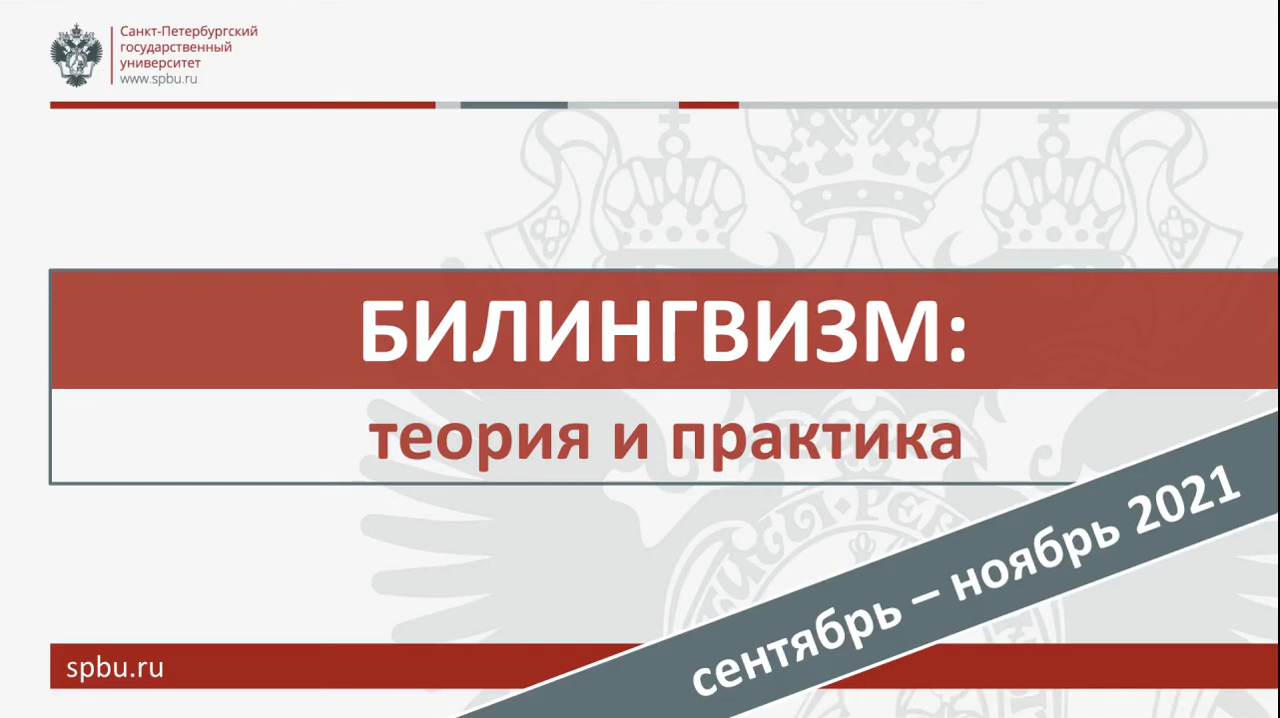 Санкт-Петербургский
государственный
университет
www.spbu.ru
БИЛИНГВИЗМ:
теория и практика
сентябрь – ноябрь 2021
spbu.ru